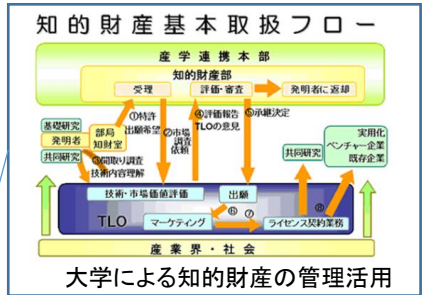 知的財産基本取扱フロー
産学連携本部
知的財産部
受理
評価・審査
発明者に返却
①特許
出願希望
②市場
調査
依頼
④評価報告
TLOの意見
⑤承継決定
基礎研究
発明者
共同研究
部局
知財室
③聞取り調査
技術内容理解
共同研究
実用化
ベンチャー企業
既存企業
技術・市場価値評価
出願
TLO
マーケティング
⑥
⑦
⑧
ライセンス契約業務
産業界・社会
大学による知的財産の管理活用